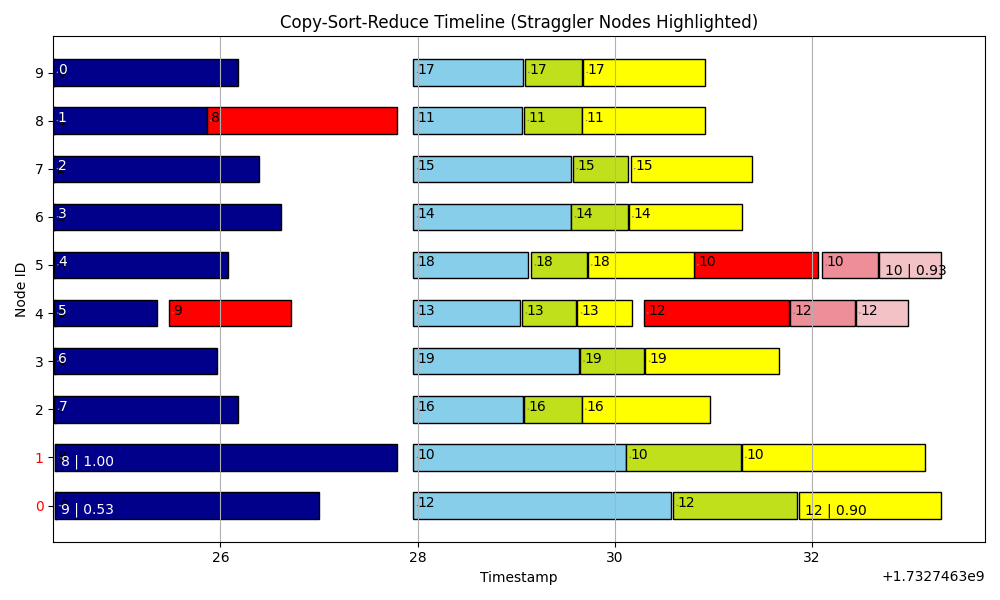 Copy-Sort-Reduce Timeline (Straggler Nodes Highlighted)
Node ID
9 0 17 17 17
8 1 8 11 11 11
7 2 15 15 15
6 3 14 14 14
5 4 18 18 18 10 10 10 | 0.93
4 5 9 13 13 13 12 12 12
3 6 19 19 19
2 7 16 16 16
1 8 | 1.00 10 10 10
0 9 | 0.53 12 12 12 | 0.90
26 28 30 32
Timestamp
+1.7327463e9